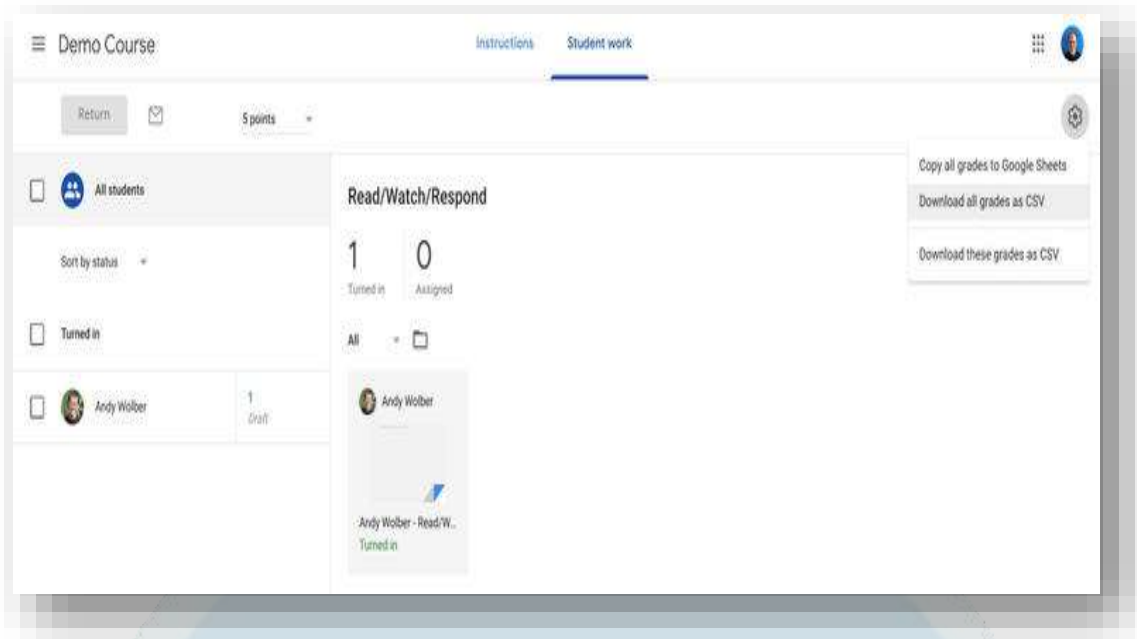 Demo Course
Instructions
Student work
Return
5 points
Copy all grades to Google Sheets
Download all grades as CSV
Download these grades as CSV
All students
Sort by status
Turned in
Andy Wolber
1
Draft
Read/Watch/Respond
1
0
Turned in
Assigned
All
Andy Wolber
Andy Wolber - Read/W...
Turned in